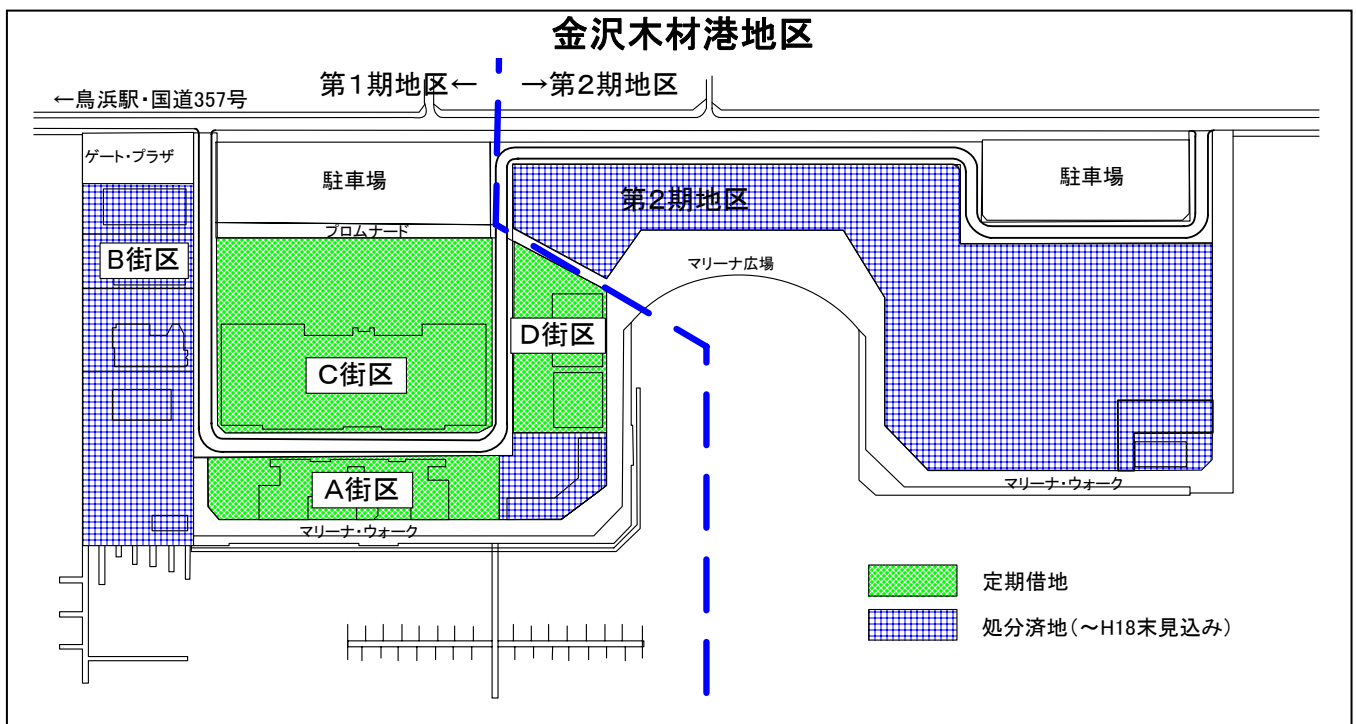 金沢木材港地区
第1期地区← →第2期地区
←鳥浜駅・国道357号
ゲート・プラザ
駐車場
駐車場
第2期地区
プロムナード
B街区
マリーナ広場
D街区
C街区
A街区
マリーナ・ウォーク
マリーナ・ウォーク
定期借地
処分済地(~H18末見込み)